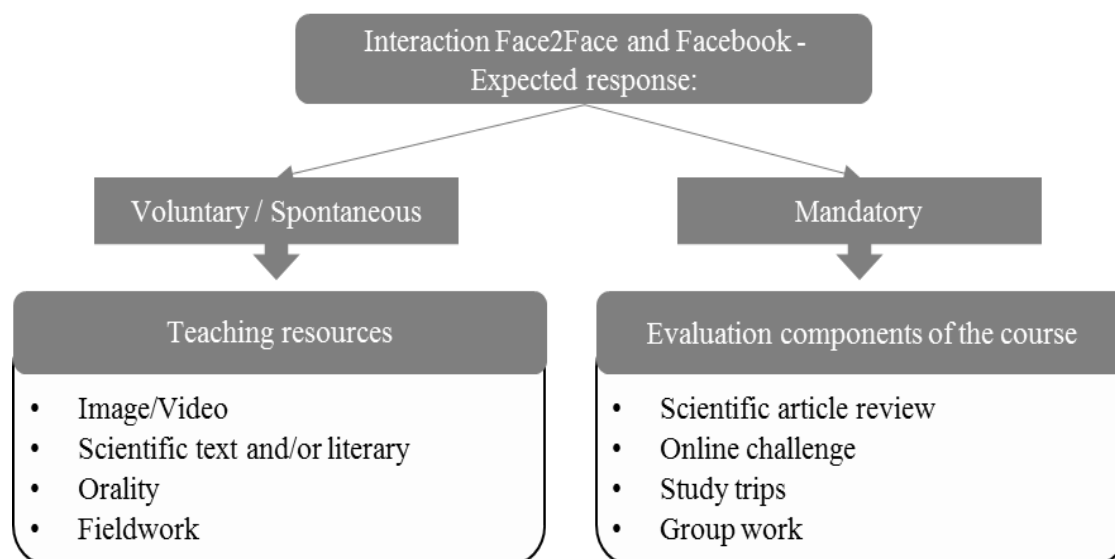 Interaction Face2Face and Facebook -
Expected response:
Voluntary / Spontaneous
Mandatory
Teaching resources
• Image/Video
• Scientific text and/or literary
• Orality
• Fieldwork
Evaluation components of the course
• Scientific article review
• Online challenge
• Study trips
• Group work